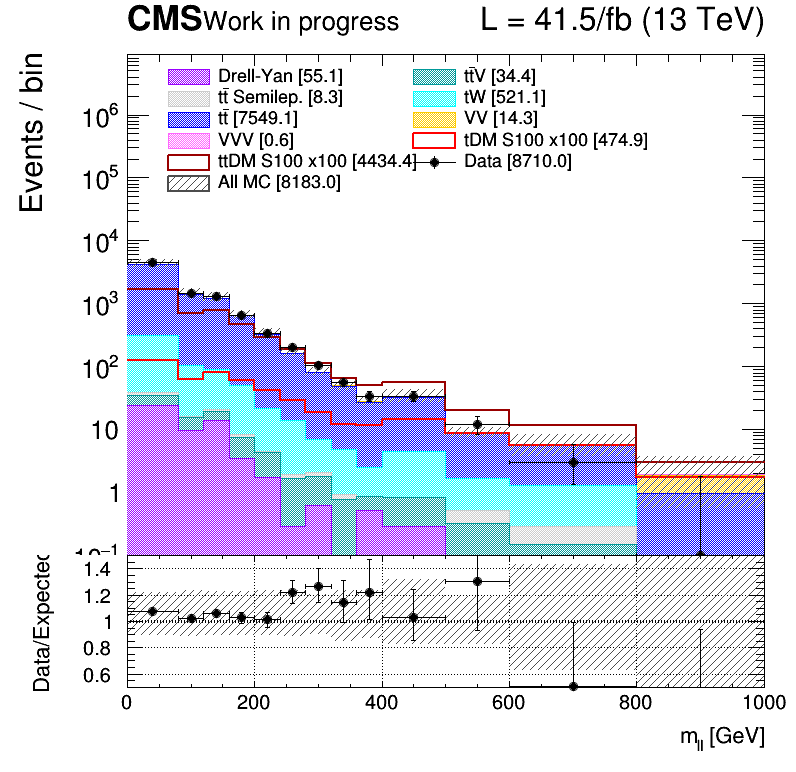 CMS Work in progress L = 41.5/fb (13 TeV)
Events / bin
Drell-Yan [55.1] tt̄V [34.4]
tt̄ Semilep. [8.3] tW [521.1]
tt̄ [7549.1] VV [14.3]
VVV [0.6] tDM S100 x100 [474.9]
ttDM S100 x100 [4434.4] Data [8710.0]
All MC [8183.0]
10⁶
10⁵
10⁴
10³
10²
10
1
10⁻¹
Data/Expected
1.4
1.2
1
0.8
0.6
0 200 400 600 800 1000
m_ll [GeV]